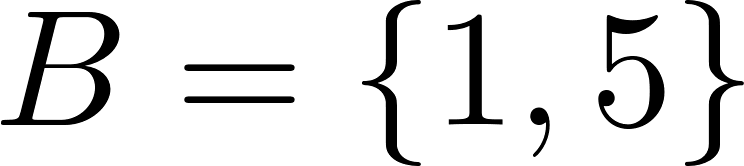 B = {1, 5}